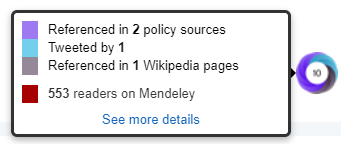 Referenced in 2 policy sources
Tweeted by 1
Referenced in 1 Wikipedia pages
10
553 readers on Mendeley
See more details